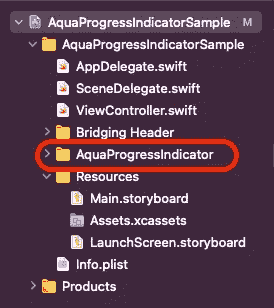 AquaProgressIndicatorSample M
AquaProgressIndicatorSample
AppDelegate.swift
SceneDelegate.swift
ViewController.swift
Bridging Header
AquaProgressIndicator
Resources
Main.storyboard
Assets.xcassets
LaunchScreen.storyboard
Info.plist
Products